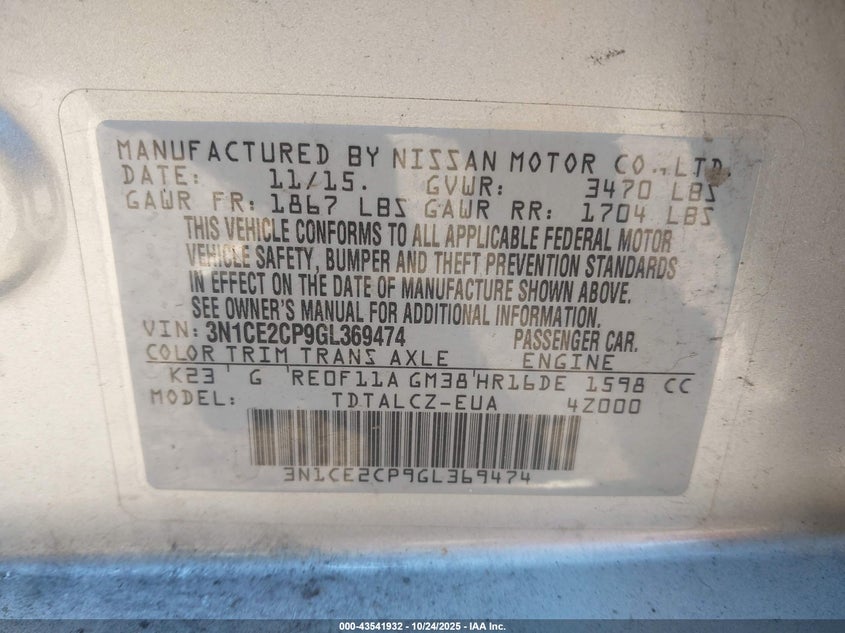 MANUFACTURED BY NISSAN MOTOR CO.,LTD.
DATE: 11/15. GVWR: 3470 LBS
GAWR FR: 1867 LBS GAWR RR: 1704 LBS
THIS VEHICLE CONFORMS TO ALL APPLICABLE FEDERAL MOTOR
VEHICLE SAFETY, BUMPER AND THEFT PREVENTION STANDARDS
IN EFFECT ON THE DATE OF MANUFACTURE SHOWN ABOVE.
SEE OWNER'S MANUAL FOR ADDITIONAL INFORMATION.
VIN: 3N1CE2CP9GL369474 PASSENGER CAR.
COLOR TRIM TRANS AXLE ENGINE
K23 G RE0F11A GM38 HR16DE 1598 CC
MODEL: TDTALCZ-EUA 4Z000
3N1CE2CP9GL369474
000-43541932 - 10/24/2025 - IAA Inc.